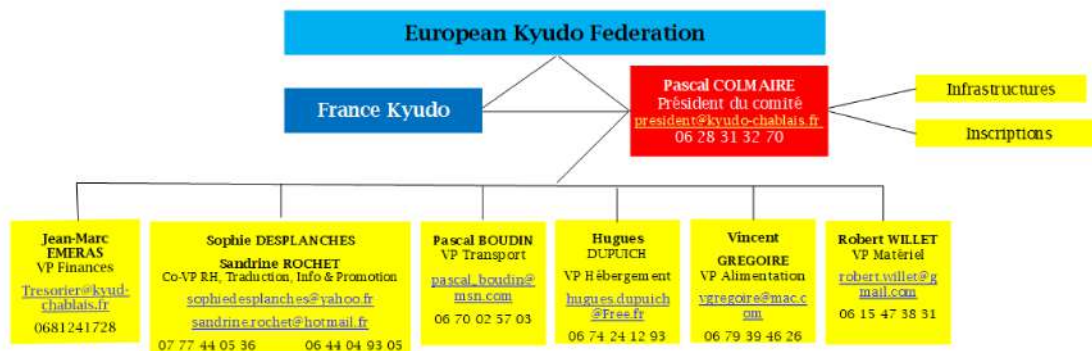 European Kyudo Federation
France Kyudo
Pascal COLMAIRE
Président du comité
president@kyudo-chablais.fr
06 28 31 32 70
Infrastructures
Inscriptions
Jean-Marc
EMERAS
VP Finances
Tresorier@kyud-
chablais.fr
0681241728
Sophie DESPLANCHES
Sandrine ROCHET
Co-VP RH, Traduction, Info & Promotion
sophiedesplanches@yahoo.fr
sandrine.rochet@hotmail.fr
07 77 44 05 36 06 44 04 93 05
Pascal BOUDIN
VP Transport
pascal_boudin@
msn.com
06 70 02 57 03
Hugues
DUPUICH
VP Hébergement
hugues.dupuich
@Free.fr
06 74 24 12 93
Vincent
GREGOIRE
VP Alimentation
vgregoire@mac.c
om
06 79 39 46 26
Robert WILLET
VP Matériel
robert.willet@g
mail.com
06 15 47 38 31